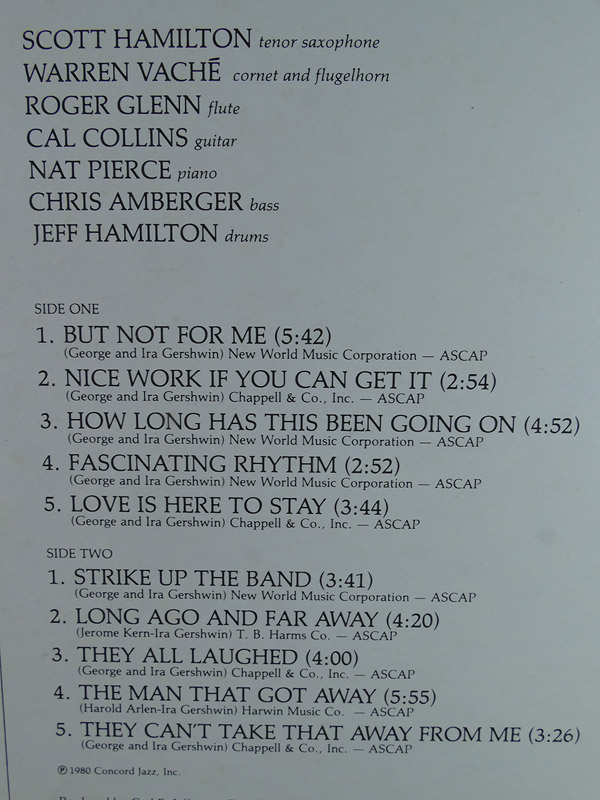 SCOTT HAMILTON tenor saxophone
WARREN VACHÉ cornet and flugelhorn
ROGER GLENN flute
CAL COLLINS guitar
NAT PIERCE piano
CHRIS AMBERGER bass
JEFF HAMILTON drums
SIDE ONE
1. BUT NOT FOR ME (5:42)
(George and Ira Gershwin) New World Music Corporation — ASCAP
2. NICE WORK IF YOU CAN GET IT (2:54)
(George and Ira Gershwin) Chappell & Co., Inc. — ASCAP
3. HOW LONG HAS THIS BEEN GOING ON (4:52)
(George and Ira Gershwin) New World Music Corporation — ASCAP
4. FASCINATING RHYTHM (2:52)
(George and Ira Gershwin) New World Music Corporation — ASCAP
5. LOVE IS HERE TO STAY (3:44)
(George and Ira Gershwin) Chappell & Co., Inc. — ASCAP
SIDE TWO
1. STRIKE UP THE BAND (3:41)
(George and Ira Gershwin) New World Music Corporation — ASCAP
2. LONG AGO AND FAR AWAY (4:20)
(Jerome Kern-Ira Gershwin) T. B. Harms Co. — ASCAP
3. THEY ALL LAUGHED (4:00)
(George and Ira Gershwin) Chappell & Co., Inc. — ASCAP
4. THE MAN THAT GOT AWAY (5:55)
(Harold Arlen-Ira Gershwin) Harwin Music Co. — ASCAP
5. THEY CAN'T TAKE THAT AWAY FROM ME (3:26)
(George and Ira Gershwin) Chappell & Co., Inc. — ASCAP
℗ 1980 Concord Jazz, Inc.